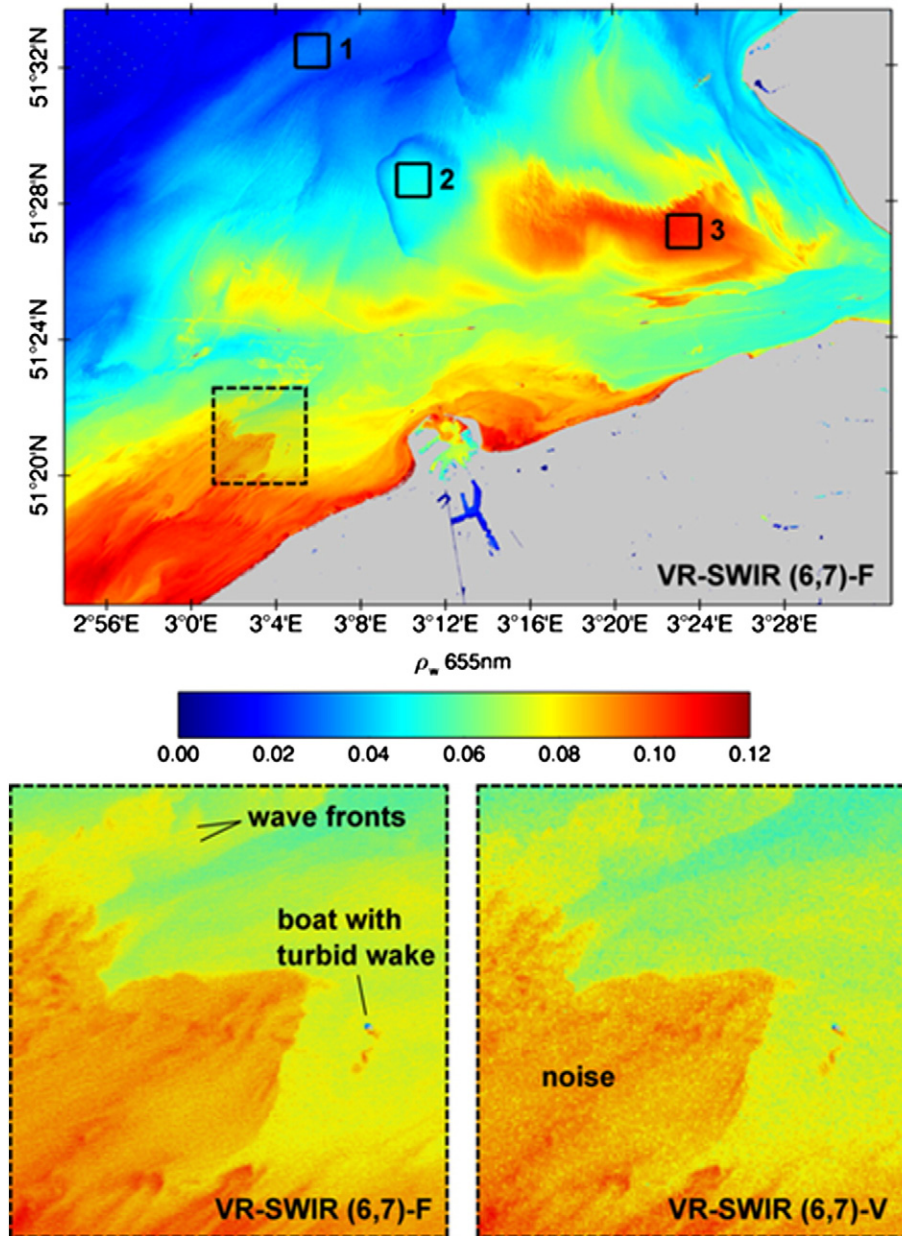 51°32'N
51°28'N
51°24'N
51°20'N
1
2
3
VR-SWIR (6,7)-F
2°56'E 3°0'E 3°4'E 3°8'E 3°12'E 3°16'E 3°20'E 3°24'E 3°28'E
ρw 655nm
0.00 0.02 0.04 0.06 0.08 0.10 0.12
wave fronts
boat with
turbid wake
VR-SWIR (6,7)-F
noise
VR-SWIR (6,7)-V